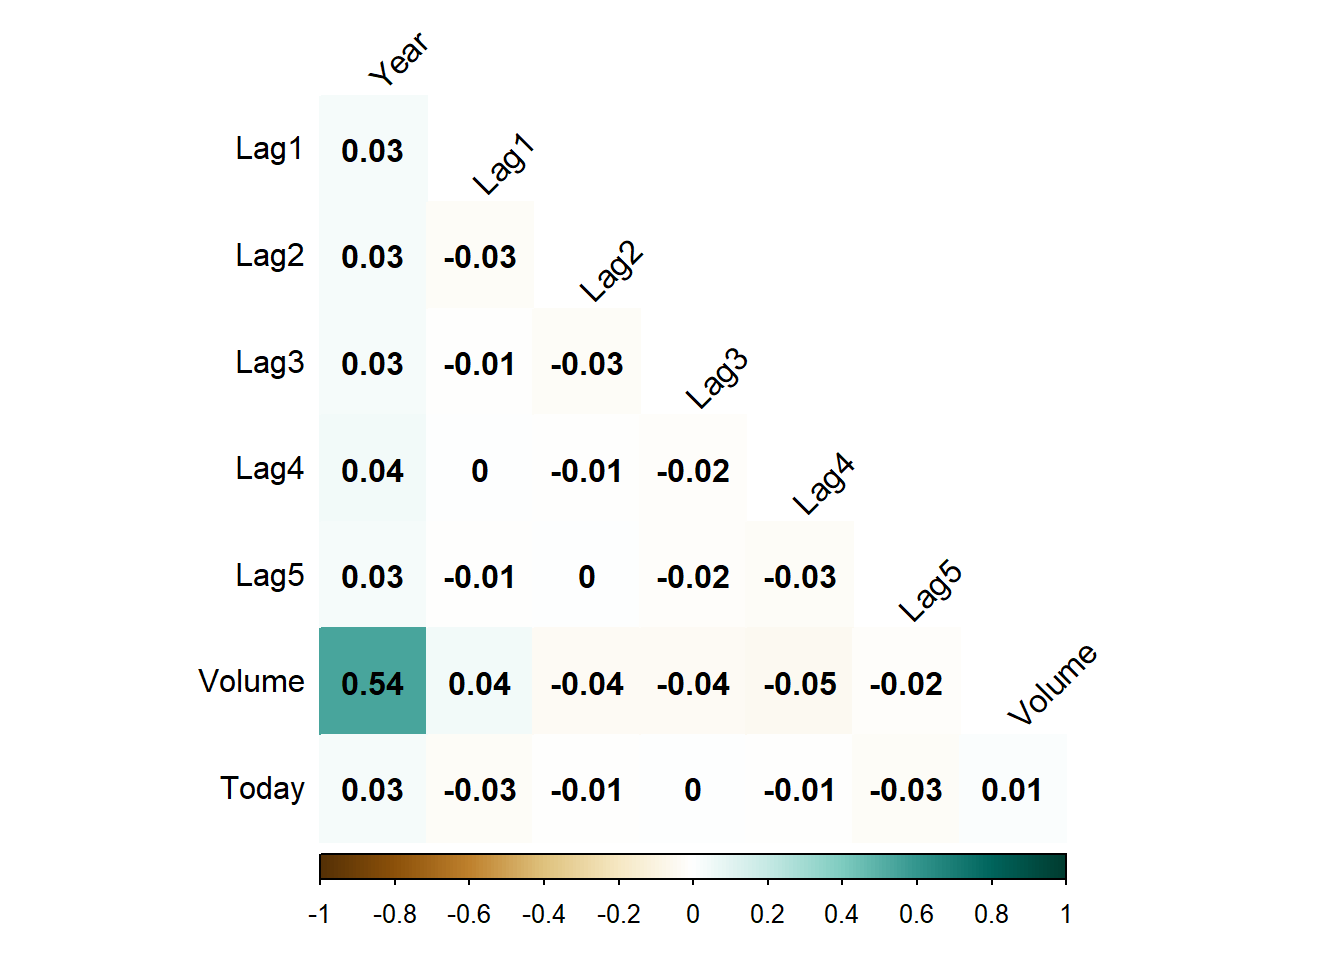 Year
Lag1 0.03 Lag1
Lag2 0.03 -0.03 Lag2
Lag3 0.03 -0.01 -0.03 Lag3
Lag4 0.04 0 -0.01 -0.02 Lag4
Lag5 0.03 -0.01 0 -0.02 -0.03 Lag5
Volume 0.54 0.04 -0.04 -0.04 -0.05 -0.02 Volume
Today 0.03 -0.03 -0.01 0 -0.01 -0.03 0.01
-1 -0.8 -0.6 -0.4 -0.2 0 0.2 0.4 0.6 0.8 1